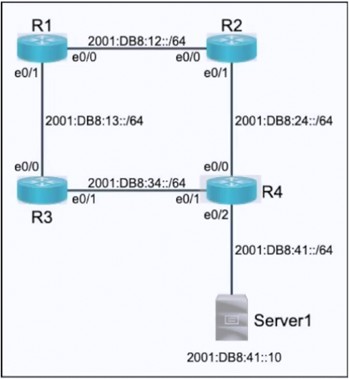 R1
R2
2001:DB8:12::/64
e0/0
e0/0
e0/1
e0/1
2001:DB8:13::/64
2001:DB8:24::/64
e0/0
e0/0
2001:DB8:34::/64
R4
e0/1
e0/1
R3
e0/2
2001:DB8:41::/64
Server1
2001:DB8:41::10